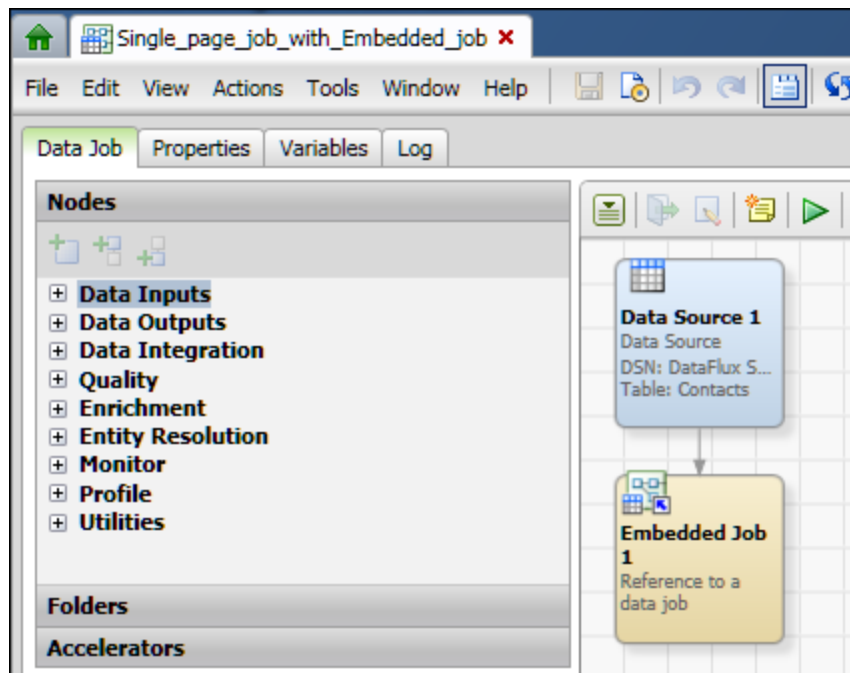 Single_page_job_with_Embedded_job
File Edit View Actions Tools Window Help
Data Job Properties Variables Log
Nodes
Data Inputs
Data Outputs
Data Integration
Quality
Enrichment
Entity Resolution
Monitor
Profile
Utilities
Folders
Accelerators
Data Source 1
Data Source
DSN: DataFlux S...
Table: Contacts
Embedded Job
1
Reference to a
data job